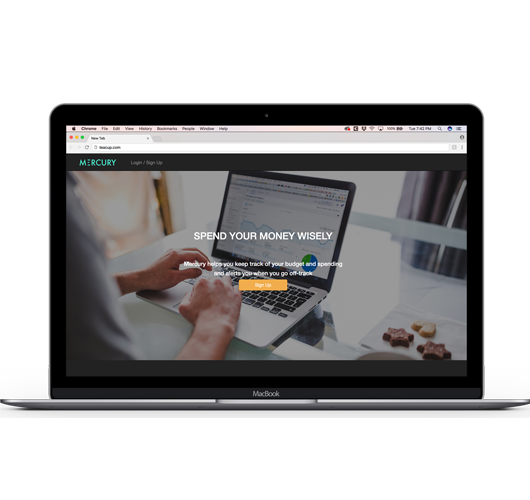 Chrome File Edit View History Bookmarks People Window Help 100% Tue 7:42 PM
New Tab
teacup.com
MERCURY Login / Sign Up
SPEND YOUR MONEY WISELY
Mercury helps you keep track of your budget and spending
and alerts you when you go off-track
Sign Up
MacBook